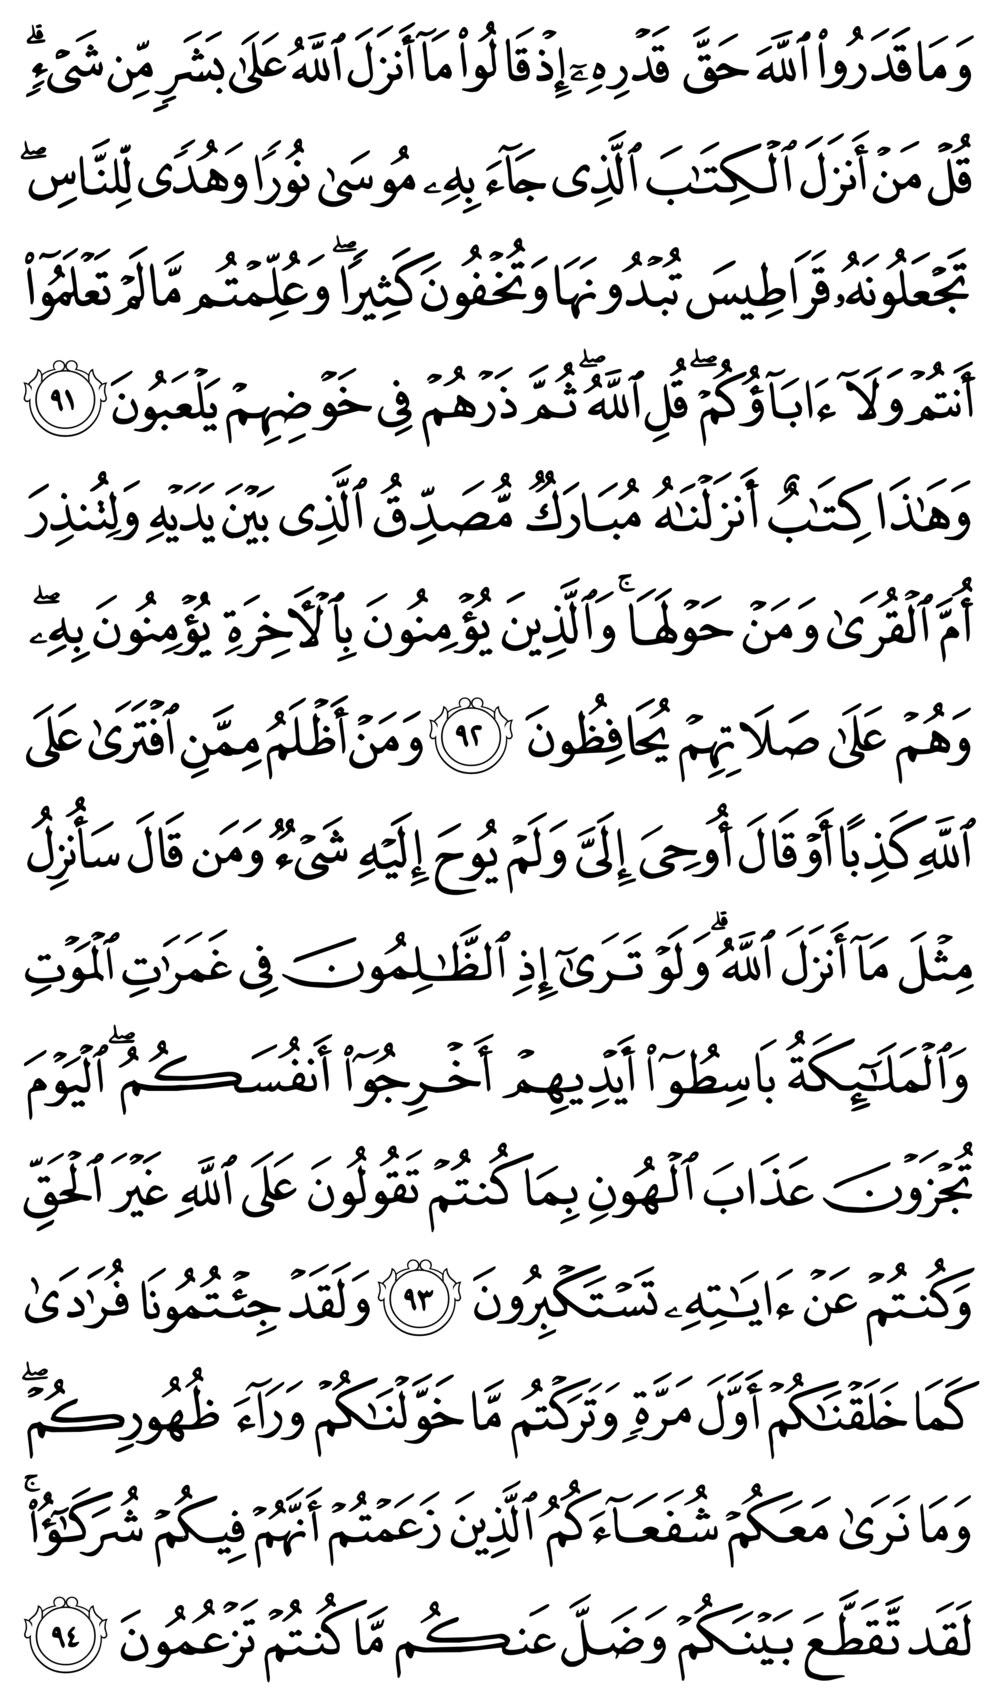 وَمَا قَدَرُوا۟ ٱللَّهَ حَقَّ قَدْرِهِۦٓ إِذْ قَالُوا۟ مَآ أَنزَلَ ٱللَّهُ عَلَىٰ بَشَرٍ مِّن شَىْءٍ ۗ
قُلْ مَنْ أَنزَلَ ٱلْكِتَـٰبَ ٱلَّذِى جَآءَ بِهِۦ مُوسَىٰ نُورًا وَهُدًى لِّلنَّاسِ ۖ
تَجْعَلُونَهُۥ قَرَاطِيسَ تُبْدُونَهَا وَتُخْفُونَ كَثِيرًا ۖ وَعُلِّمْتُم مَّا لَمْ تَعْلَمُوٓا۟
أَنتُمْ وَلَآ ءَابَآؤُكُمْ ۖ قُلِ ٱللَّهُ ۖ ثُمَّ ذَرْهُمْ فِى خَوْضِهِمْ يَلْعَبُونَ ٩١
وَهَـٰذَا كِتَـٰبٌ أَنزَلْنَـٰهُ مُبَارَكٌ مُّصَدِّقُ ٱلَّذِى بَيْنَ يَدَيْهِ وَلِتُنذِرَ
أُمَّ ٱلْقُرَىٰ وَمَنْ حَوْلَهَا ۚ وَٱلَّذِينَ يُؤْمِنُونَ بِٱلْـَٔاخِرَةِ يُؤْمِنُونَ بِهِۦ ۖ
وَهُمْ عَلَىٰ صَلَاتِهِمْ يُحَافِظُونَ ٩٢ وَمَنْ أَظْلَمُ مِمَّنِ ٱفْتَرَىٰ عَلَى
ٱللَّهِ كَذِبًا أَوْ قَالَ أُوحِىَ إِلَىَّ وَلَمْ يُوحَ إِلَيْهِ شَىْءٌ وَمَن قَالَ سَأُنزِلُ
مِثْلَ مَآ أَنزَلَ ٱللَّهُ ۗ وَلَوْ تَرَىٰٓ إِذِ ٱلظَّـٰلِمُونَ فِى غَمَرَٰتِ ٱلْمَوْتِ
وَٱلْمَلَـٰٓئِكَةُ بَاسِطُوٓا۟ أَيْدِيهِمْ أَخْرِجُوٓا۟ أَنفُسَكُمُ ۖ ٱلْيَوْمَ
تُجْزَوْنَ عَذَابَ ٱلْهُونِ بِمَا كُنتُمْ تَقُولُونَ عَلَى ٱللَّهِ غَيْرَ ٱلْحَقِّ
وَكُنتُمْ عَنْ ءَايَـٰتِهِۦ تَسْتَكْبِرُونَ ٩٣ وَلَقَدْ جِئْتُمُونَا فُرَٰدَىٰ
كَمَا خَلَقْنَـٰكُمْ أَوَّلَ مَرَّةٍ وَتَرَكْتُم مَّا خَوَّلْنَـٰكُمْ وَرَآءَ ظُهُورِكُمْ ۖ
وَمَا نَرَىٰ مَعَكُمْ شُفَعَآءَكُمُ ٱلَّذِينَ زَعَمْتُمْ أَنَّهُمْ فِيكُمْ شُرَكَـٰٓؤُا۟ ۚ
لَقَد تَّقَطَّعَ بَيْنَكُمْ وَضَلَّ عَنكُم مَّا كُنتُمْ تَزْعُمُونَ ٩٤